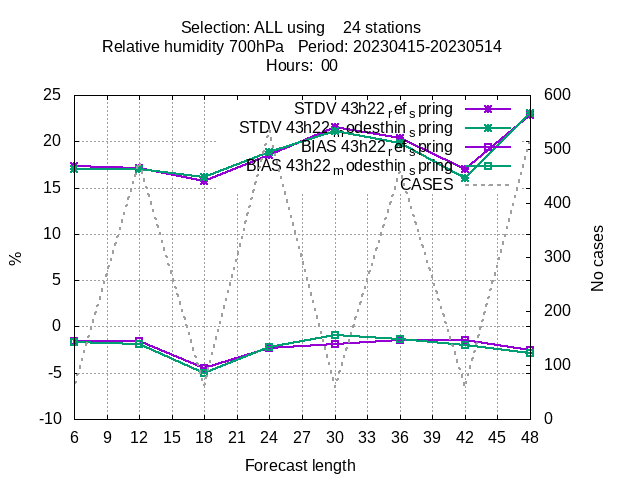 Selection: ALL using    24 stations
Relative humidity 700hPa   Period: 20230415-20230514
Hours:  00
STDV 43h22_ref_spring
STDV 43h22_modesthin_spring
BIAS 43h22_ref_spring
BIAS 43h22_modesthin_spring
CASES
25
20
15
10
5
0
-5
-10
%
600
500
400
300
200
100
0
No cases
6 9 12 15 18 21 24 27 30 33 36 39 42 45 48
Forecast length